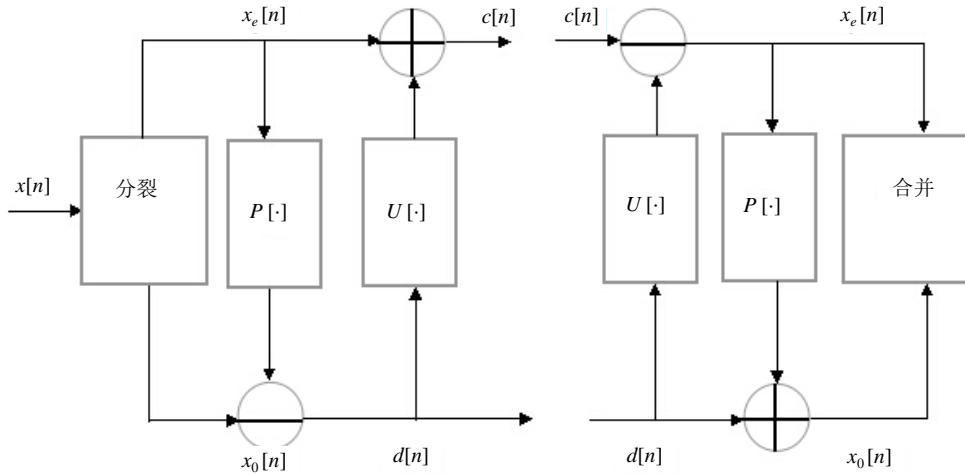 x_e[n]
c[n]
x[n]
分裂
P[·]
U[·]
x_0[n]
d[n]
c[n]
x_e[n]
U[·]
P[·]
合并
d[n]
x_0[n]